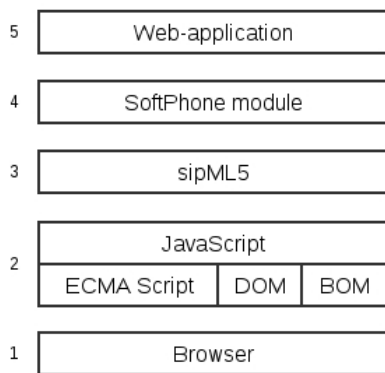 5 Web-application
4 SoftPhone module
3 sipML5
2 JavaScript
ECMA Script DOM BOM
1 Browser